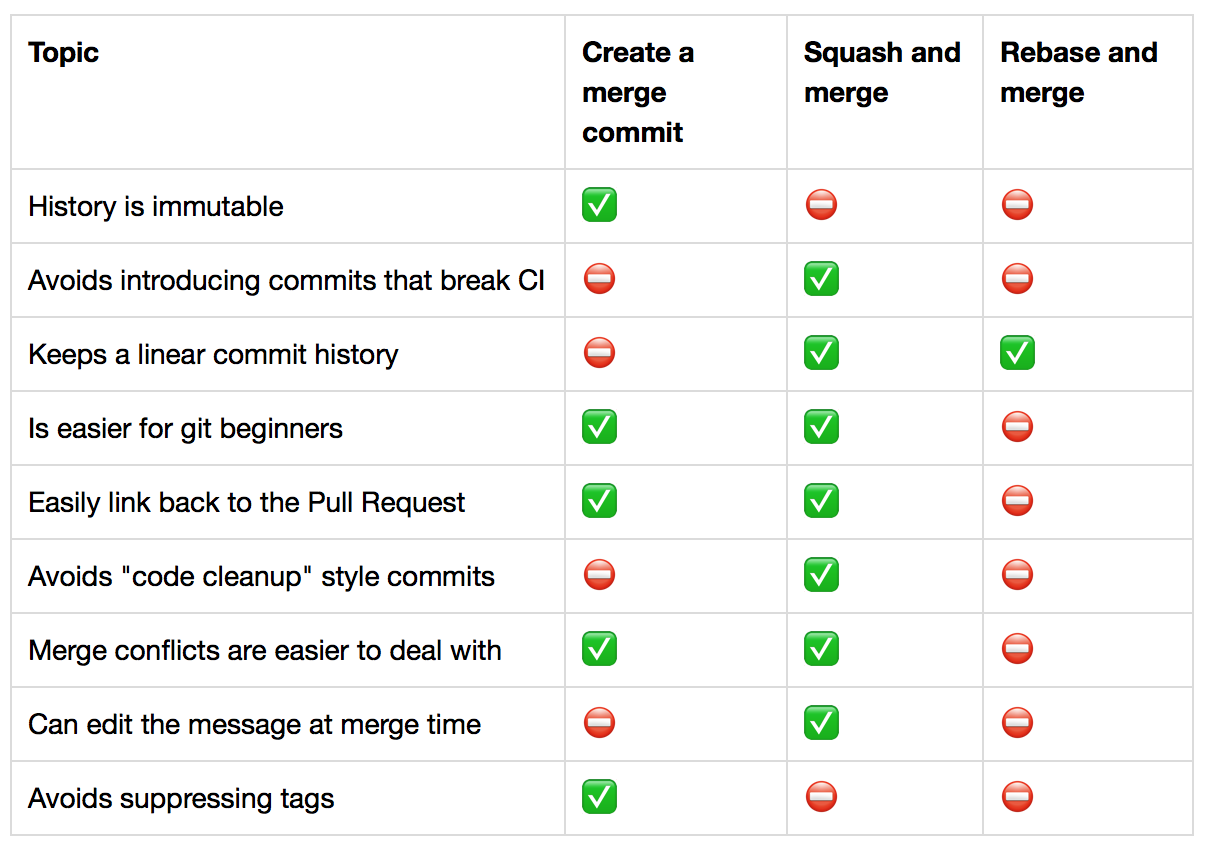 Topic
Create a
merge
commit
Squash and
merge
Rebase and
merge
History is immutable
Avoids introducing commits that break CI
Keeps a linear commit history
Is easier for git beginners
Easily link back to the Pull Request
Avoids "code cleanup" style commits
Merge conflicts are easier to deal with
Can edit the message at merge time
Avoids suppressing tags